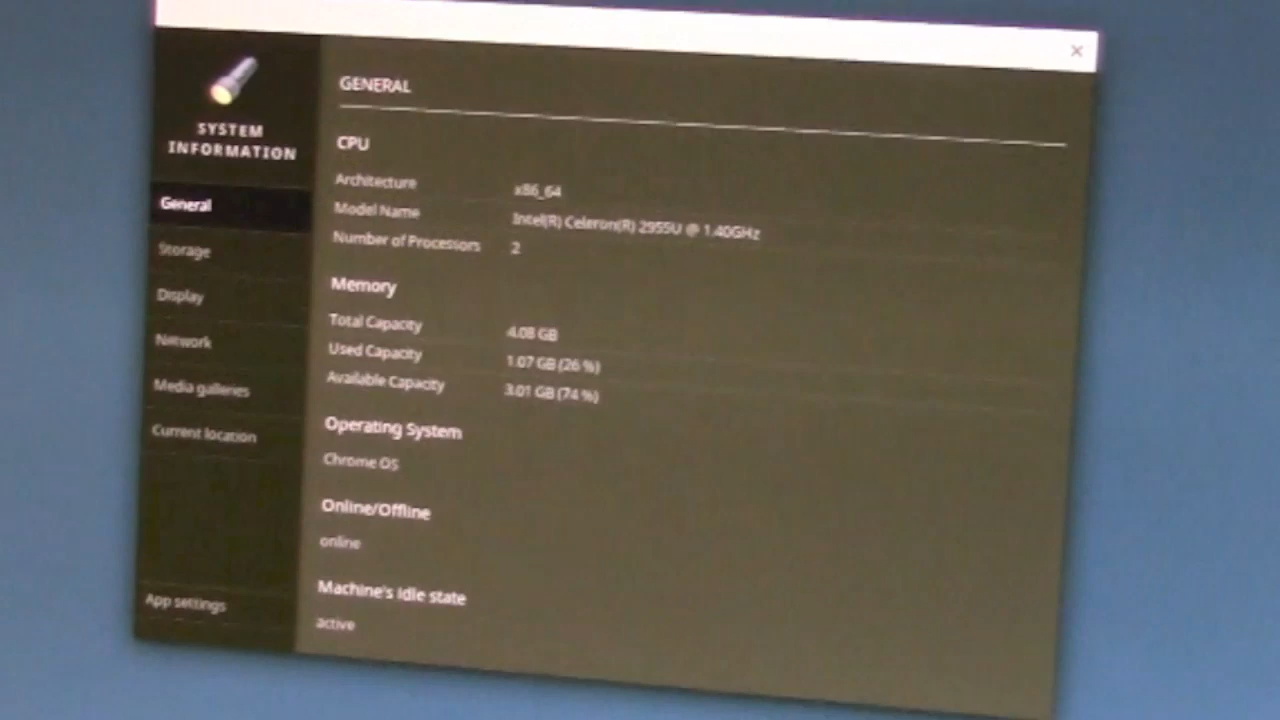 ×
SYSTEM
INFORMATION
General
Storage
Display
Network
Media galleries
Current location
App settings
GENERAL
CPU
Architecture x86_64
Model Name Intel(R) Celeron(R) 2955U @ 1.40GHz
Number of Processors 2
Memory
Total Capacity 4.08 GB
Used Capacity 1.07 GB (26 %)
Available Capacity 3.01 GB (74 %)
Operating System
Chrome OS
Online/Offline
online
Machine's idle state
active